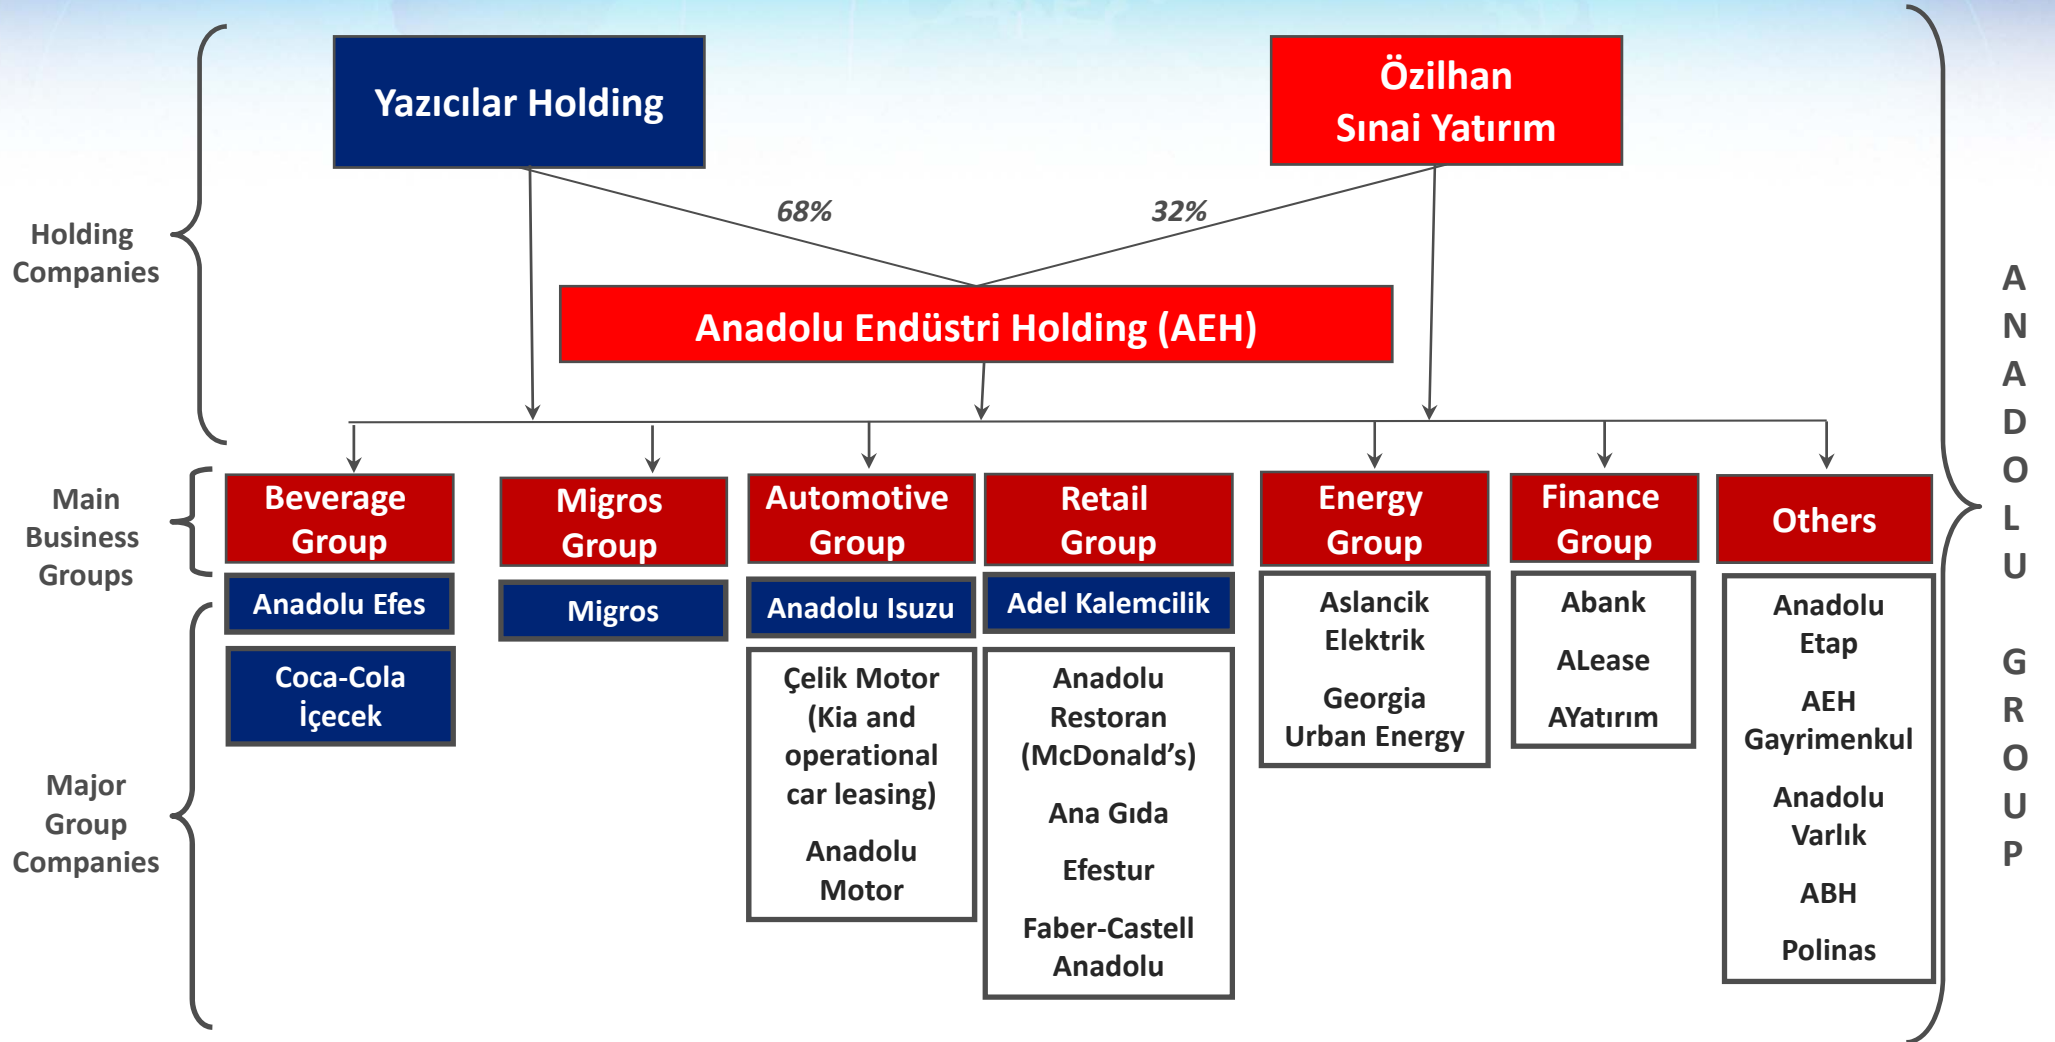 Yazıcılar Holding
Özilhan
Sınai Yatırım
68%
32%
Holding
Companies
Anadolu Endüstri Holding (AEH)
Main
Business
Groups
Beverage
Group
Migros
Group
Automotive
Group
Retail
Group
Energy
Group
Finance
Group
Others
Major
Group
Companies
Anadolu Efes
Coca-Cola
İçecek
Migros
Anadolu Isuzu
Çelik Motor
(Kia and
operational
car leasing)
Anadolu
Motor
Adel Kalemcilik
Anadolu
Restoran
(McDonald’s)
Ana Gıda
Efestur
Faber-Castell
Anadolu
Aslancik
Elektrik
Georgia
Urban Energy
Abank
ALease
AYatırım
Anadolu
Etap
AEH
Gayrimenkul
Anadolu
Varlık
ABH
Polinas
ANADOLU GROUP